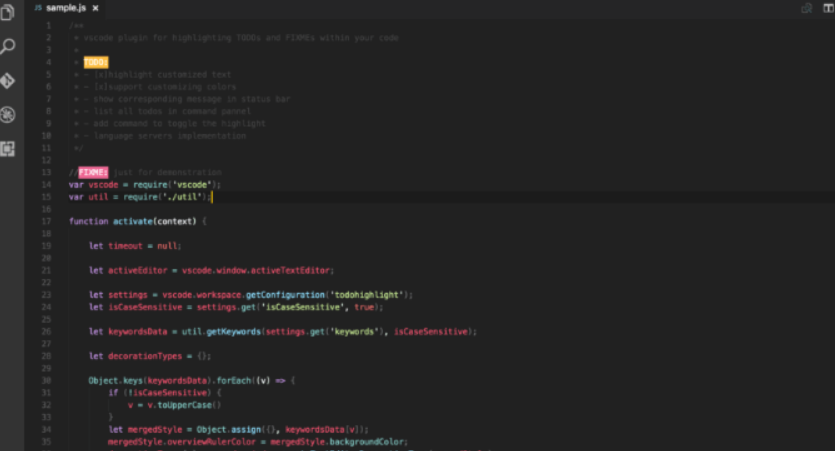 JS sample.js ×
1 /**
2 * vscode plugin for highlighting TODOs and FIXMEs within your code
3 *
4 * TODO:
5 * - [x]highlight customized text
6 * - [x]support customizing colors
7 * - show corresponding message in status bar
8 * - list all todos in command pannel
9 * - add command to toggle the highlight
10 * - language servers implementation
11 */
12
13 //FIXME: just for demonstration
14 var vscode = require('vscode');
15 var util = require('./util');
16
17 function activate(context) {
18
19 let timeout = null;
20
21 let activeEditor = vscode.window.activeTextEditor;
22
23 let settings = vscode.workspace.getConfiguration('todohighlight');
24 let isCaseSensitive = settings.get('isCaseSensitive', true);
25
26 let keywordsData = util.getKeywords(settings.get('keywords'), isCaseSensitive);
27
28 let decorationTypes = {};
29
30 Object.keys(keywordsData).forEach((v) => {
31 if (!isCaseSensitive) {
32 v = v.toUpperCase()
33 }
34 let mergedStyle = Object.assign({}, keywordsData[v]);
35 mergedStyle.overviewRulerColor = mergedStyle.backgroundColor;